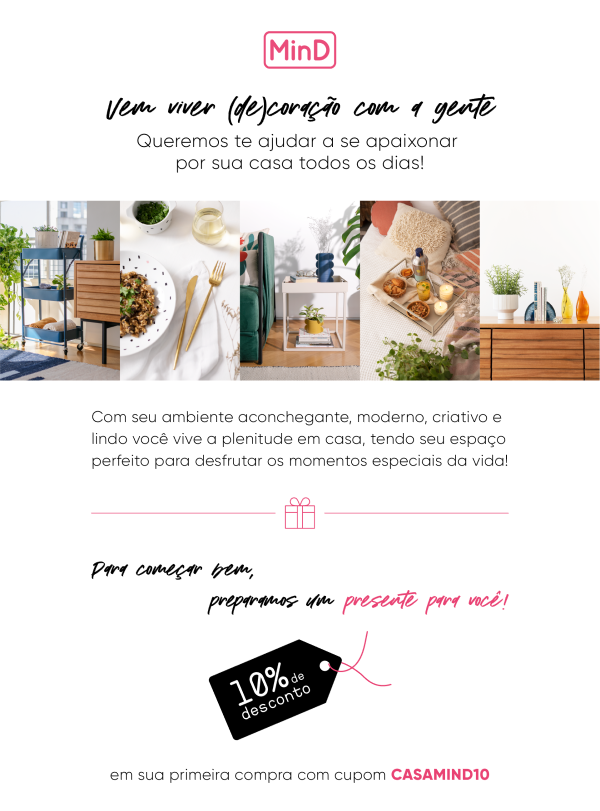 MinD
Vem viver (de)coração com a gente
Queremos te ajudar a se apaixonar
por sua casa todos os dias!
Com seu ambiente aconchegante, moderno, criativo e
lindo você vive a plenitude em casa, tendo seu espaço
perfeito para desfrutar os momentos especiais da vida!
Para começar bem,
preparamos um presente para você!
10% de
desconto
em sua primeira compra com cupom CASAMIND10